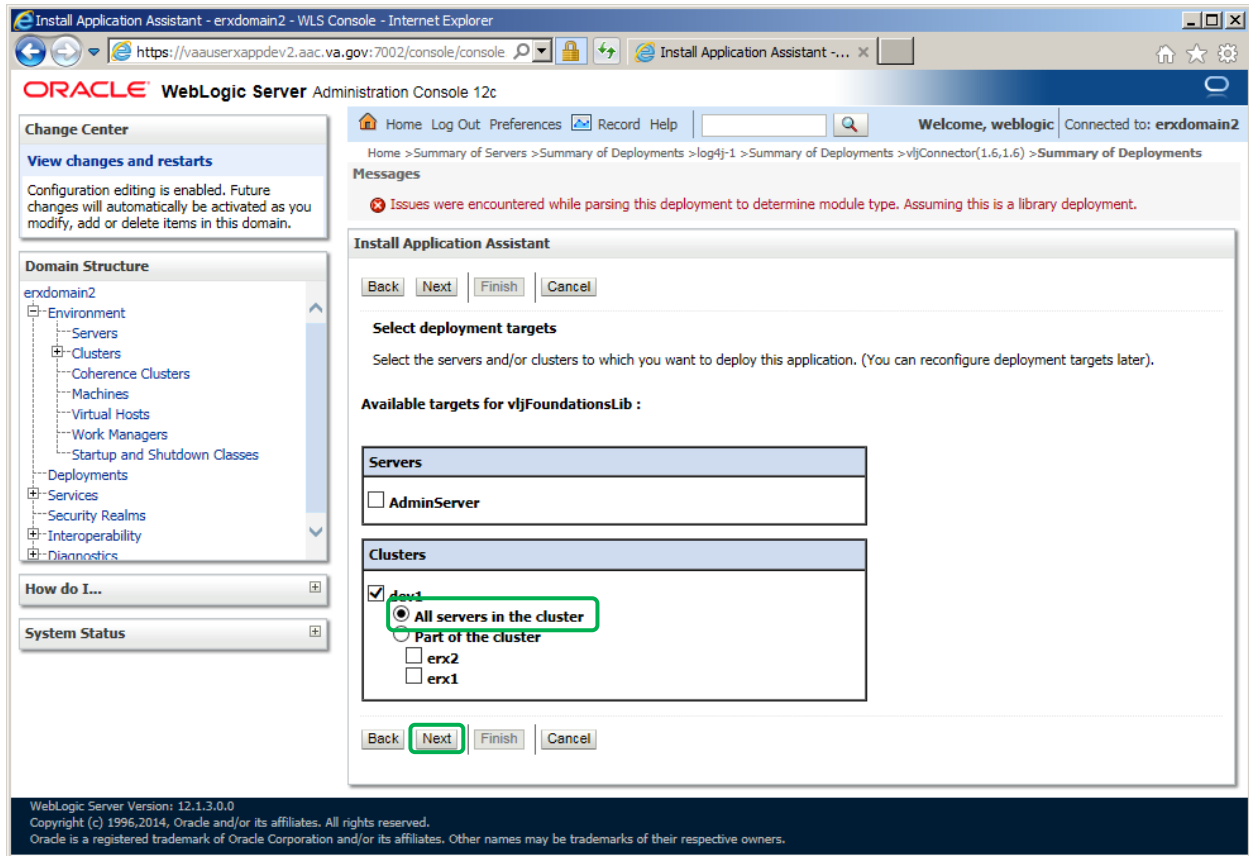 Install Application Assistant - erxdomain2 - WLS Console - Internet Explorer
https://vaauserxappdev2.aac.va.gov:7002/console/console
Install Application Assistant -...
ORACLE WebLogic Server Administration Console 12c
Change Center
View changes and restarts
Configuration editing is enabled. Future
changes will automatically be activated as you
modify, add or delete items in this domain.
Domain Structure
erxdomain2
Environment
Servers
Clusters
Coherence Clusters
Machines
Virtual Hosts
Work Managers
Startup and Shutdown Classes
Deployments
Services
Security Realms
Interoperability
Diagnostics
How do I...
System Status
Home Log Out Preferences Record Help
Welcome, weblogic Connected to: erxdomain2
Home >Summary of Servers >Summary of Deployments >log4j-1 >Summary of Deployments >vljConnector(1.6,1.6) >Summary of Deployments
Messages
Issues were encountered while parsing this deployment to determine module type. Assuming this is a library deployment.
Install Application Assistant
Back Next Finish Cancel
Select deployment targets
Select the servers and/or clusters to which you want to deploy this application. (You can reconfigure deployment targets later).
Available targets for vljFoundationsLib :
Servers
AdminServer
Clusters
dev1
All servers in the cluster
Part of the cluster
erx2
erx1
Back Next Finish Cancel
WebLogic Server Version: 12.1.3.0.0
Copyright (c) 1996,2014, Oracle and/or its affiliates. All rights reserved.
Oracle is a registered trademark of Oracle Corporation and/or its affiliates. Other names may be trademarks of their respective owners.